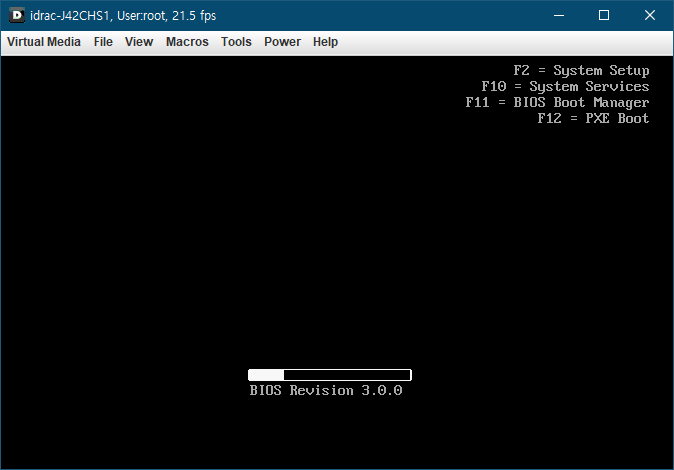 idrac-J42CHS1, User:root, 21.5 fps
Virtual Media File View Macros Tools Power Help
F2 = System Setup
F10 = System Services
F11 = BIOS Boot Manager
F12 = PXE Boot
BIOS Revision 3.0.0